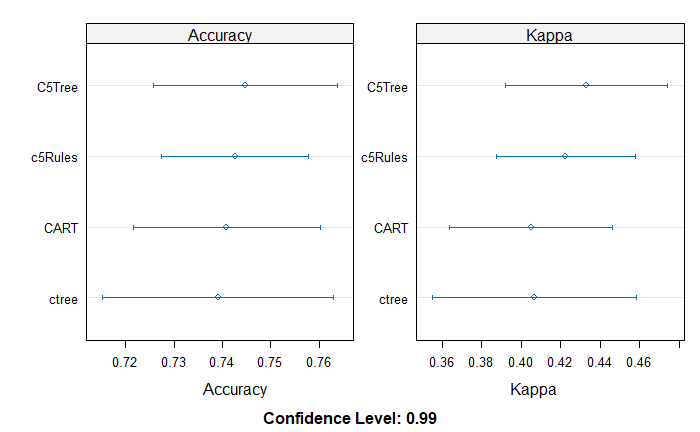 Accuracy
Kappa
C5Tree
c5Rules
CART
ctree
C5Tree
c5Rules
CART
ctree
0.72 0.73 0.74 0.75 0.76
0.36 0.38 0.40 0.42 0.44 0.46
Accuracy
Kappa
Confidence Level: 0.99